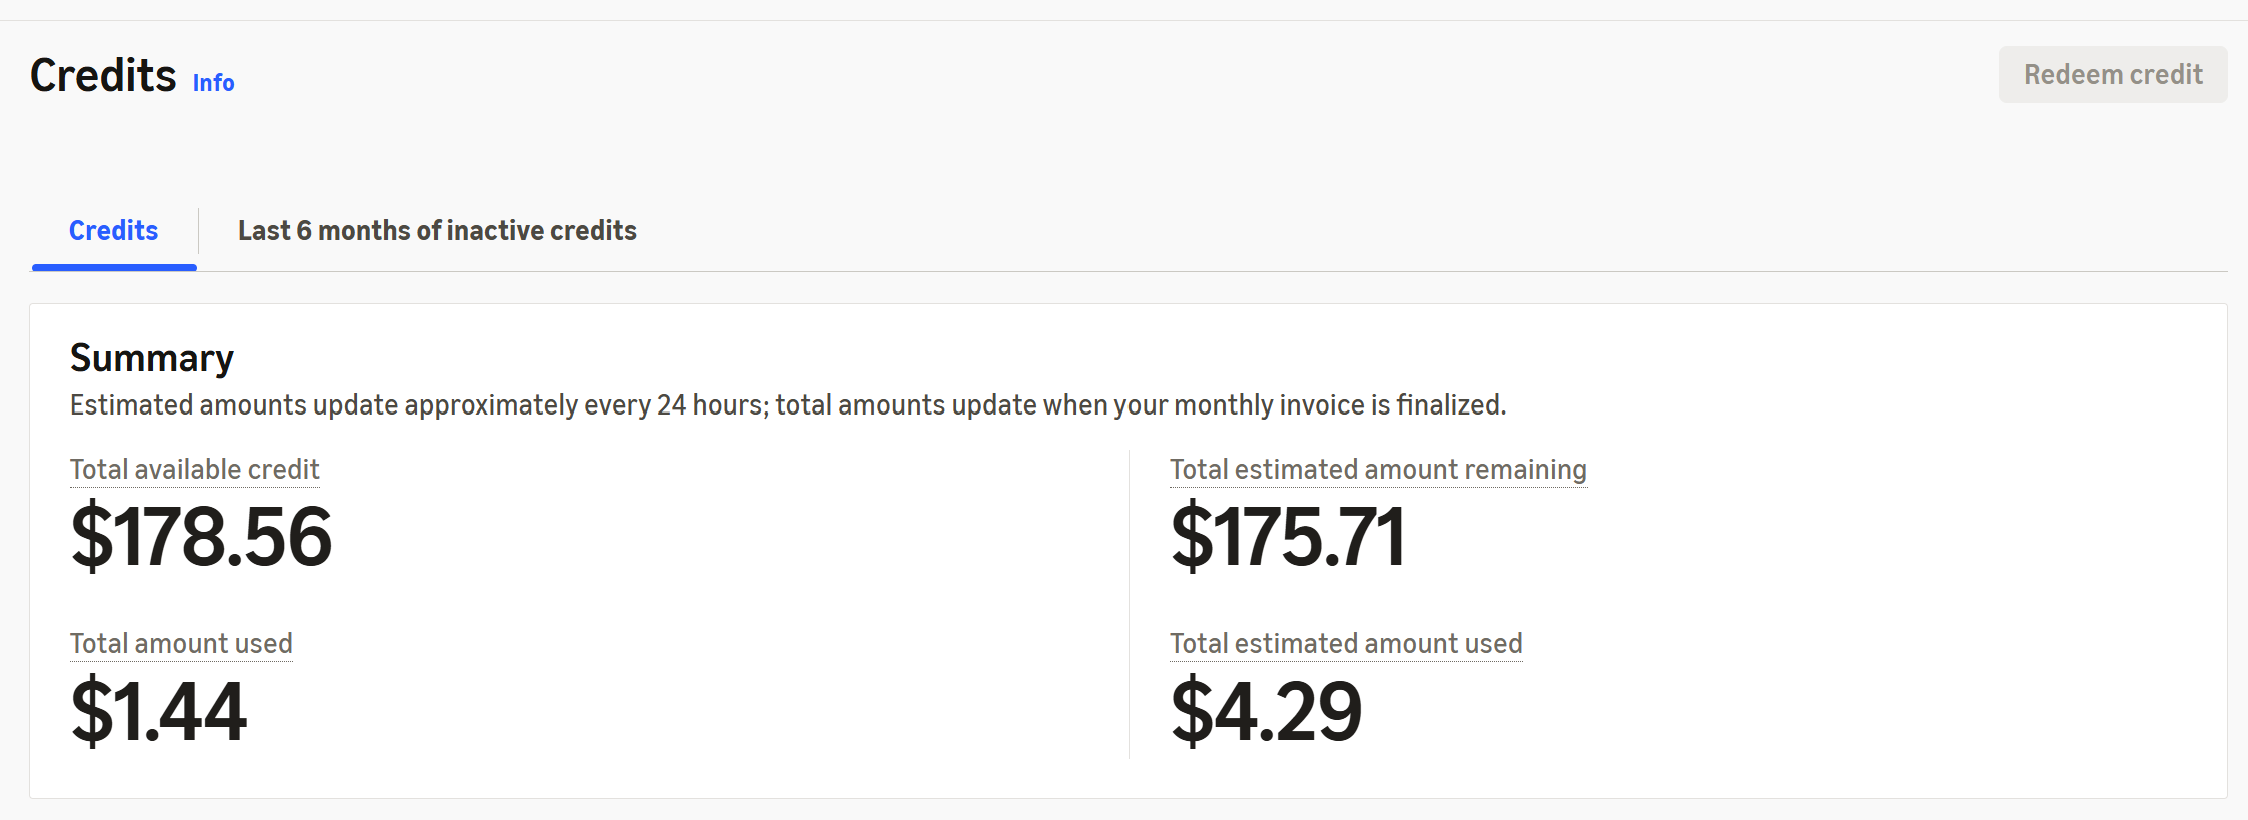 Credits Info
Redeem credit
Credits
Last 6 months of inactive credits
Summary
Estimated amounts update approximately every 24 hours; total amounts update when your monthly invoice is finalized.
Total available credit
$178.56
Total estimated amount remaining
$175.71
Total amount used
$1.44
Total estimated amount used
$4.29